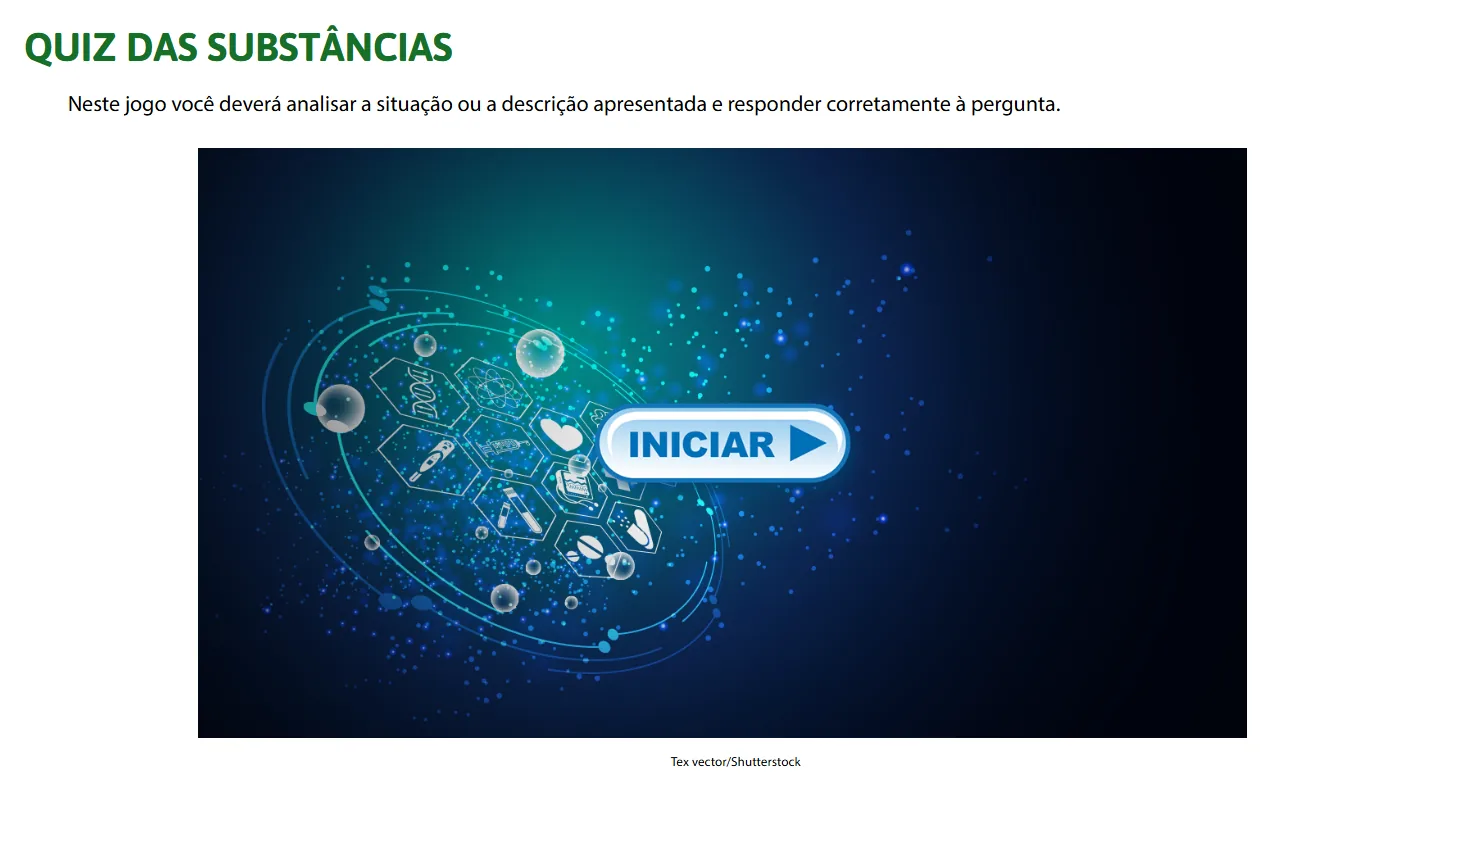 QUIZ DAS SUBSTÂNCIAS
Neste jogo você deverá analisar a situação ou a descrição apresentada e responder corretamente à pergunta.
INICIAR
Tex vector/Shutterstock